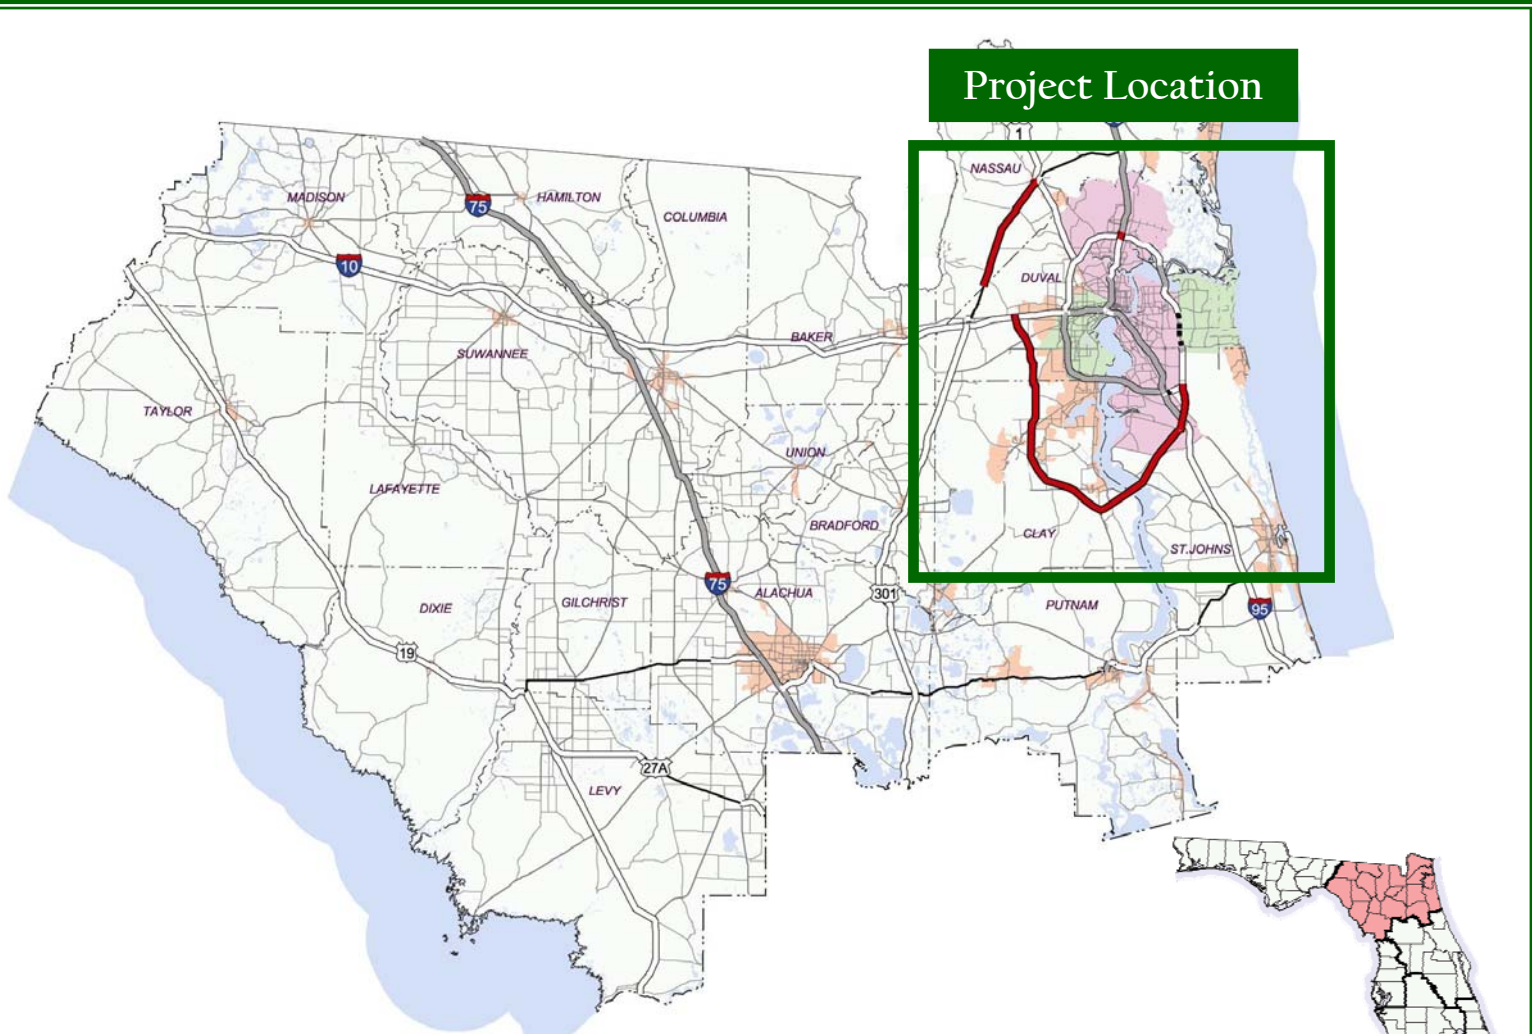 Project Location
1
NASSAU
MADISON
75
HAMILTON
COLUMBIA
10
DUVAL
BAKER
SUWANNEE
TAYLOR
UNION
LAFAYETTE
BRADFORD
CLAY
ST.JOHNS
75
ALACHUA
301
GILCHRIST
DIXIE
PUTNAM
95
19
27A
LEVY